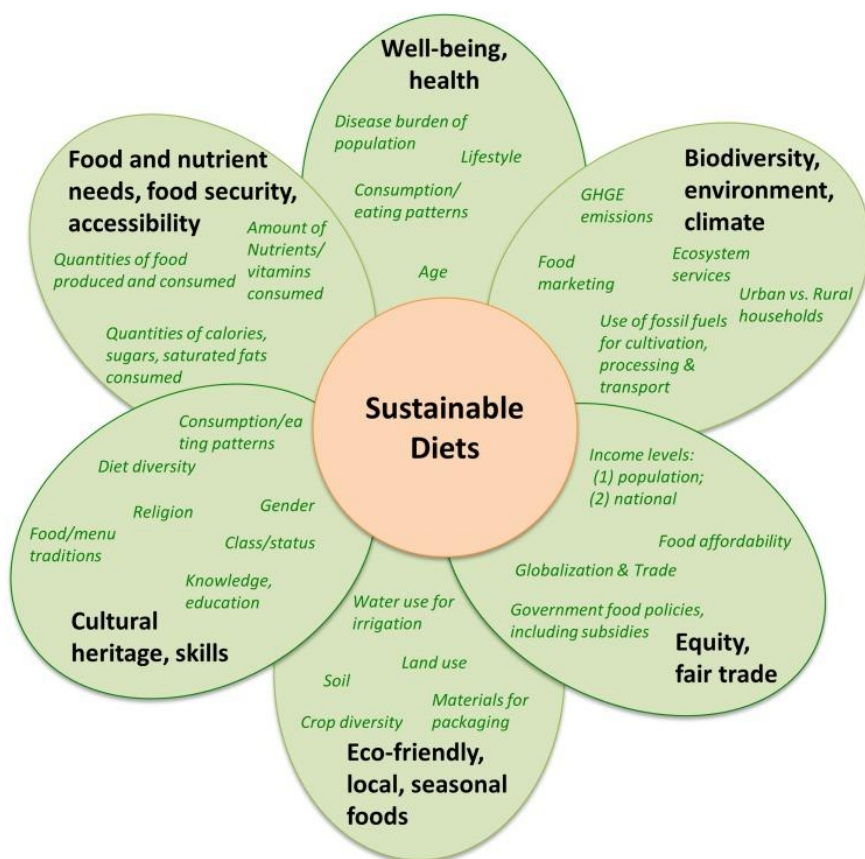 Well-being,
health
Disease burden of
population
Lifestyle
Consumption/
eating patterns
Age
Food and nutrient
needs, food security,
accessibility
Amount of
Nutrients/
vitamins
consumed
Quantities of food
produced and consumed
Quantities of calories,
sugars, saturated fats
consumed
Biodiversity,
environment,
climate
GHGE
emissions
Ecosystem
services
Food
marketing
Urban vs. Rural
households
Use of fossil fuels
for cultivation,
processing &
transport
Sustainable
Diets
Consumption/ea
ting patterns
Diet diversity
Religion
Gender
Food/menu
traditions
Class/status
Knowledge,
education
Cultural
heritage, skills
Income levels:
(1) population;
(2) national
Food affordability
Globalization & Trade
Government food policies,
including subsidies
Equity,
fair trade
Water use for
irrigation
Land use
Soil
Materials for
packaging
Crop diversity
Eco-friendly,
local, seasonal
foods